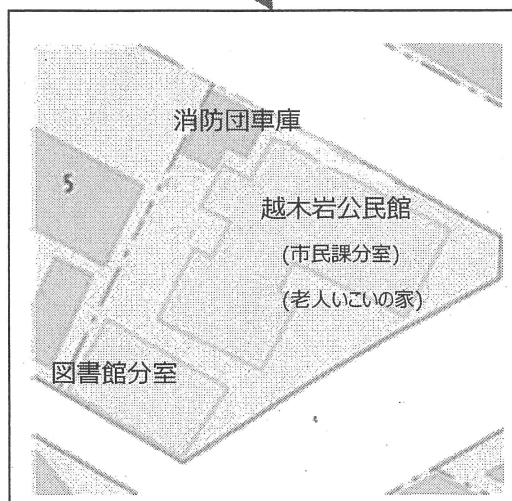 消防団車庫
5
越木岩公民館
(市民課分室)
(老人いこいの家)
図書館分室